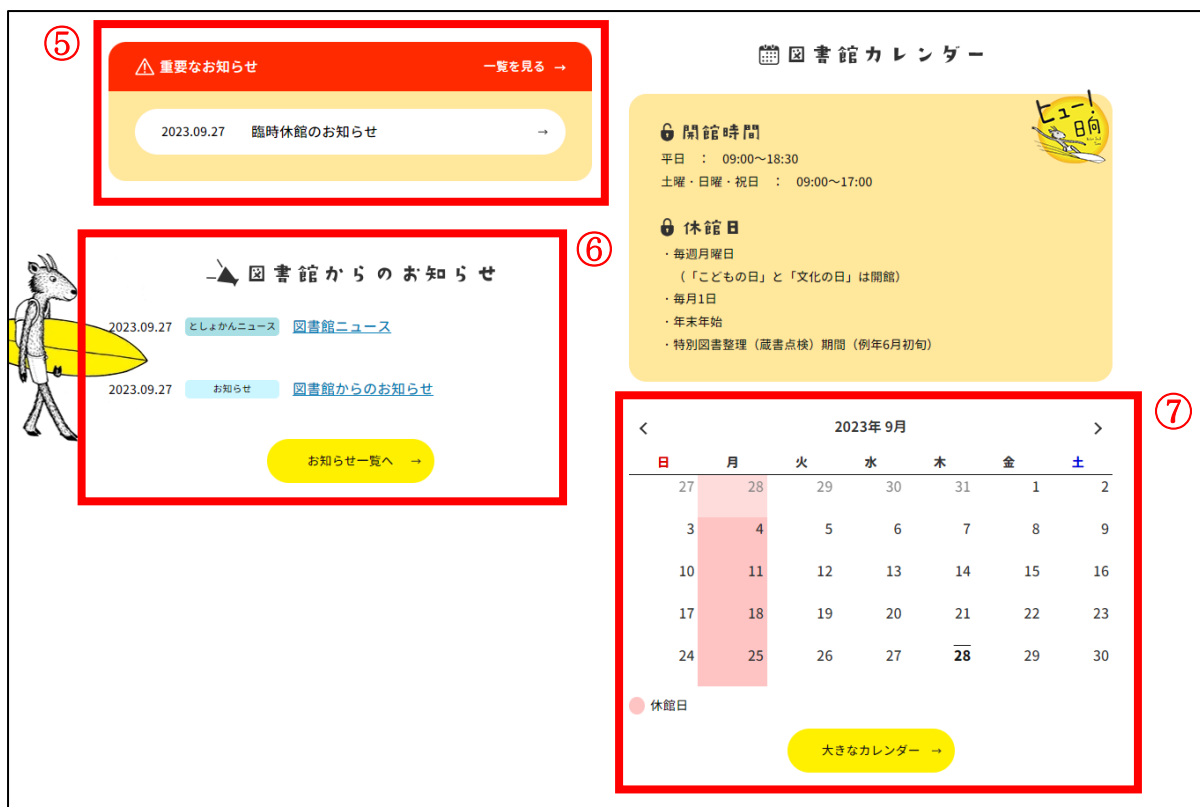 ⑤
重要なお知らせ 一覧を見る →
2023.09.27 臨時休館のお知らせ →
⑥
図書館からのお知らせ
2023.09.27 としょかんニュース 図書館ニュース
2023.09.27 お知らせ 図書館からのお知らせ
お知らせ一覧へ →
図書館カレンダー
ヒュー!
日向
開館時間
平日 : 09:00～18:30
土曜・日曜・祝日 : 09:00～17:00
休館日
・毎週月曜日
(「こどもの日」と「文化の日」は開館)
・毎月1日
・年末年始
・特別図書整理(蔵書点検)期間(例年6月初旬)
⑦
2023年 9月
日 月 火 水 木 金 土
27 28 29 30 31 1 2
3 4 5 6 7 8 9
10 11 12 13 14 15 16
17 18 19 20 21 22 23
24 25 26 27 28 29 30
休館日
大きなカレンダー →